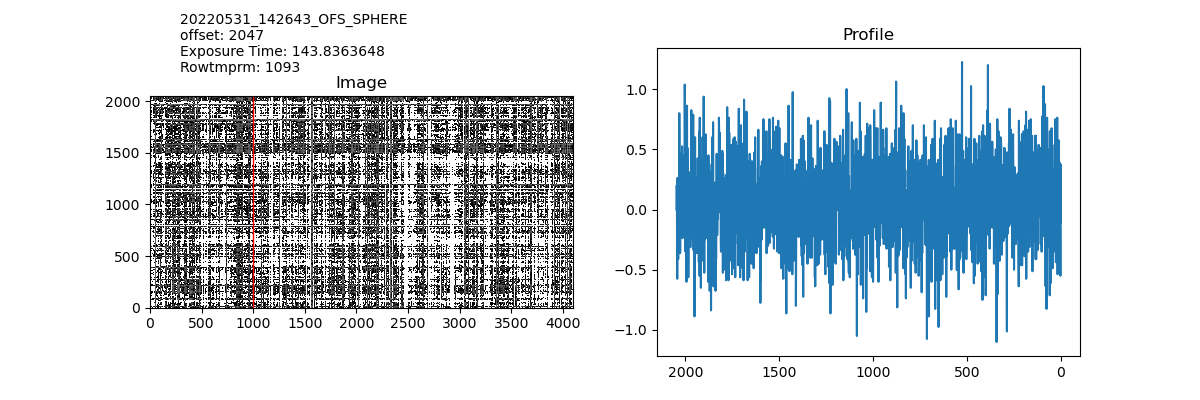 20220531_142643_OFS_SPHERE
offset: 2047
Exposure Time: 143.8363648
Rowtmprm: 1093
Image
2000
1500
1000
500
0
0 500 1000 1500 2000 2500 3000 3500 4000
Profile
1.0
0.5
0.0
−0.5
−1.0
2000 1500 1000 500 0